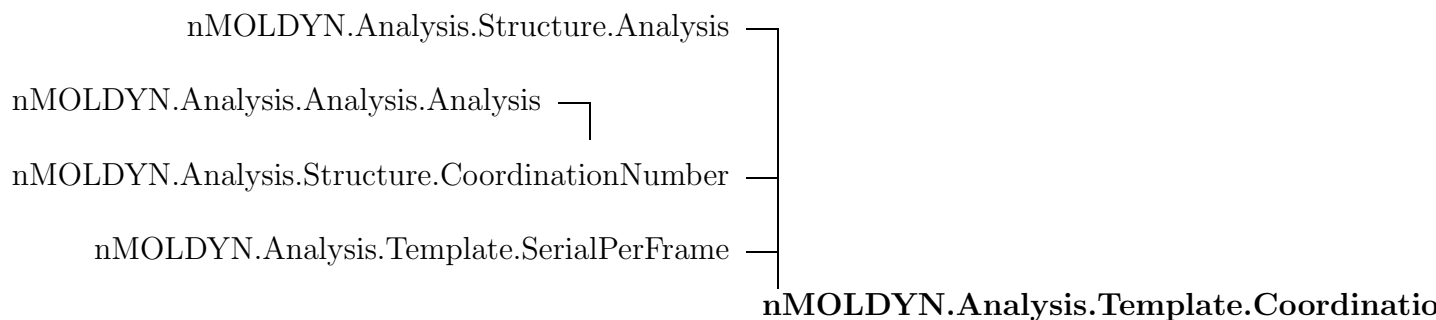 nMOLDYN.Analysis.Structure.Analysis
nMOLDYN.Analysis.Analysis.Analysis
nMOLDYN.Analysis.Structure.CoordinationNumber
nMOLDYN.Analysis.Template.SerialPerFrame
nMOLDYN.Analysis.Template.Coordinatio